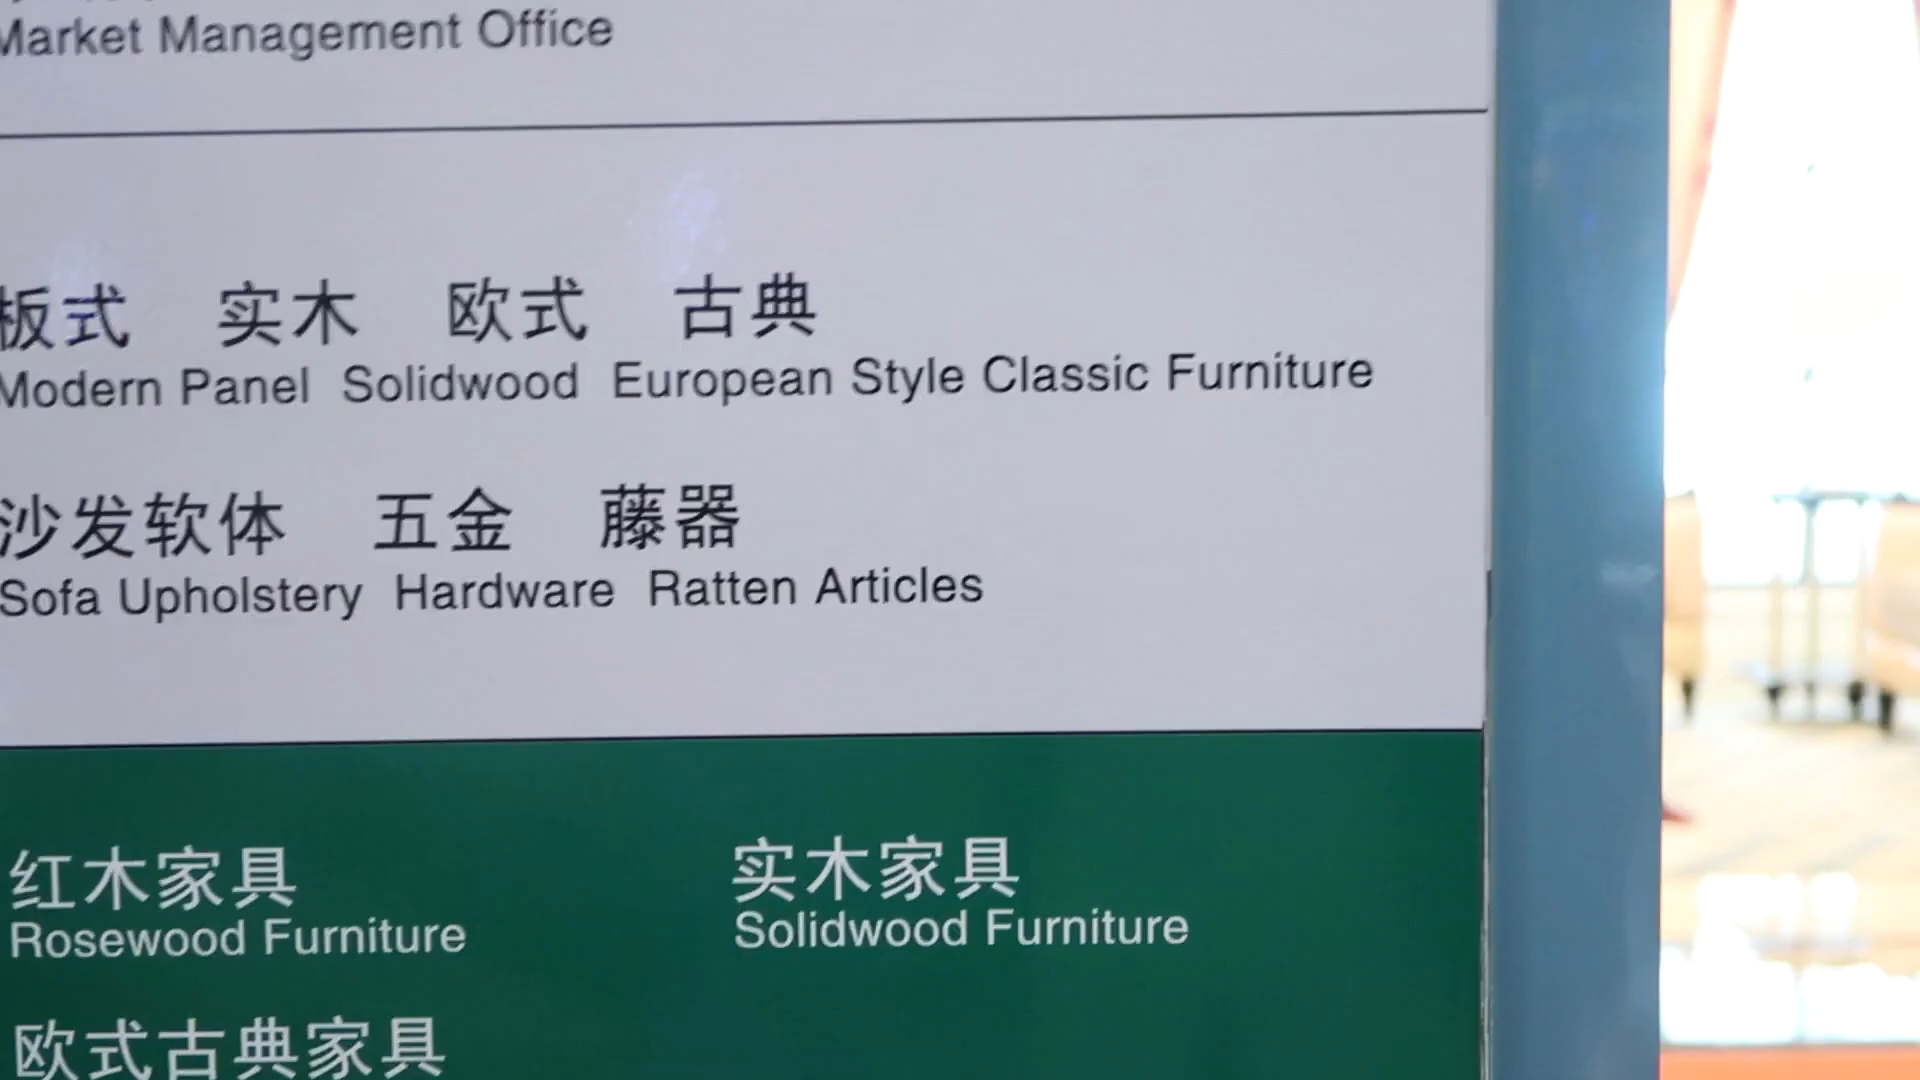 Market Management Office
板式 实木 欧式 古典
Modern Panel Solidwood European Style Classic Furniture
沙发软体 五金 藤器
Sofa Upholstery Hardware Ratten Articles
红木家具 实木家具
Rosewood Furniture Solidwood Furniture
欧式古典家具